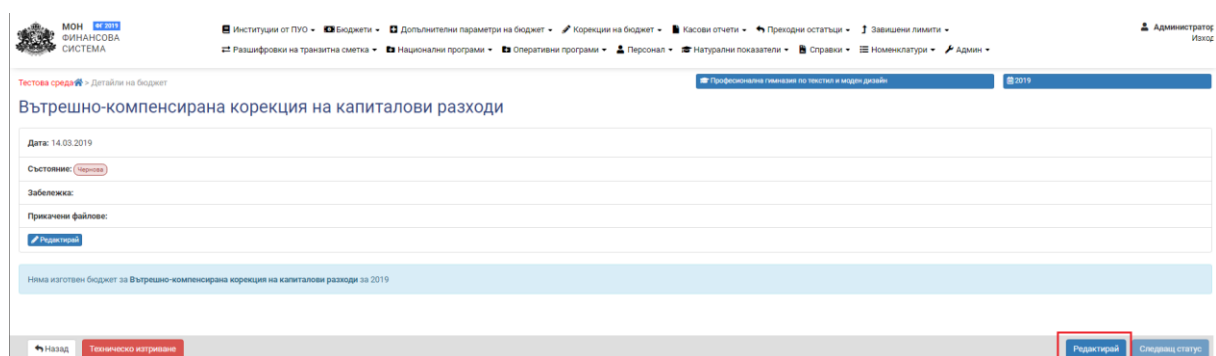 МОН ФГ 2019
ФИНАНСОВА
СИСТЕМА
Институции от ПУО Бюджети Допълнителни параметри на бюджет Корекции на бюджет Касови отчети Преходни остатъци Завишени лимити
Разшифровки на транзитна сметка Национални програми Оперативни програми Персонал Натурални показатели Справки Номенклатури Админ
Администратор
Изход
Тестова среда > Детайли на бюджет
Професионална гимназия по текстил и моден дизайн
2019
Вътрешно-компенсирана корекция на капиталови разходи
Дата: 14.03.2019
Състояние: Чернова
Забележка:
Прикачени файлове:
Редактирай
Няма изготвен бюджет за Вътрешно-компенсирана корекция на капиталови разходи за 2019
Назад Техническо изтриване Редактирай Следващ статус